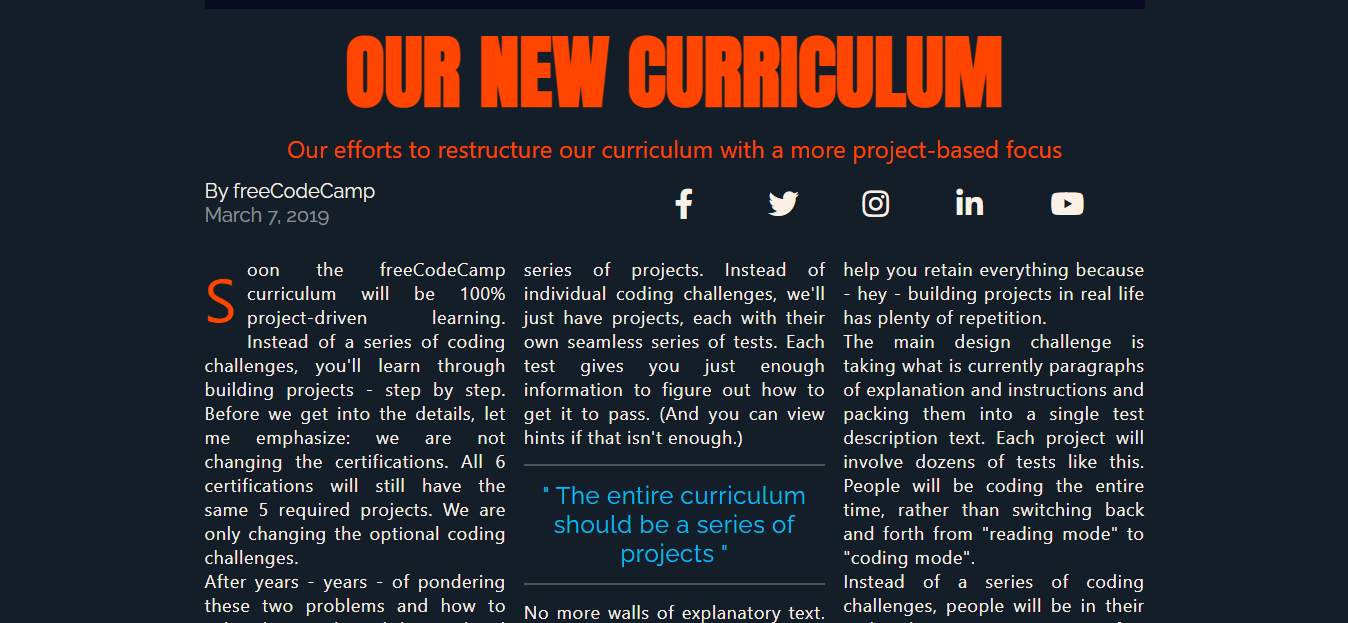 OUR NEW CURRICULUM
Our efforts to restructure our curriculum with a more project-based focus
By freeCodeCamp
March 7, 2019
Soon the freeCodeCamp
curriculum will be 100%
project-driven learning.
Instead of a series of coding
challenges, you'll learn through
building projects - step by step.
Before we get into the details, let
me emphasize: we are not
changing the certifications. All 6
certifications will still have the
same 5 required projects. We are
only changing the optional coding
challenges.
After years - years - of pondering
these two problems and how to
series of projects. Instead of
individual coding challenges, we'll
just have projects, each with their
own seamless series of tests. Each
test gives you just enough
information to figure out how to
get it to pass. (And you can view
hints if that isn't enough.)
" The entire curriculum
should be a series of
projects "
No more walls of explanatory text.
help you retain everything because
- hey - building projects in real life
has plenty of repetition.
The main design challenge is
taking what is currently paragraphs
of explanation and instructions and
packing them into a single test
description text. Each project will
involve dozens of tests like this.
People will be coding the entire
time, rather than switching back
and forth from "reading mode" to
"coding mode".
Instead of a series of coding
challenges, people will be in their